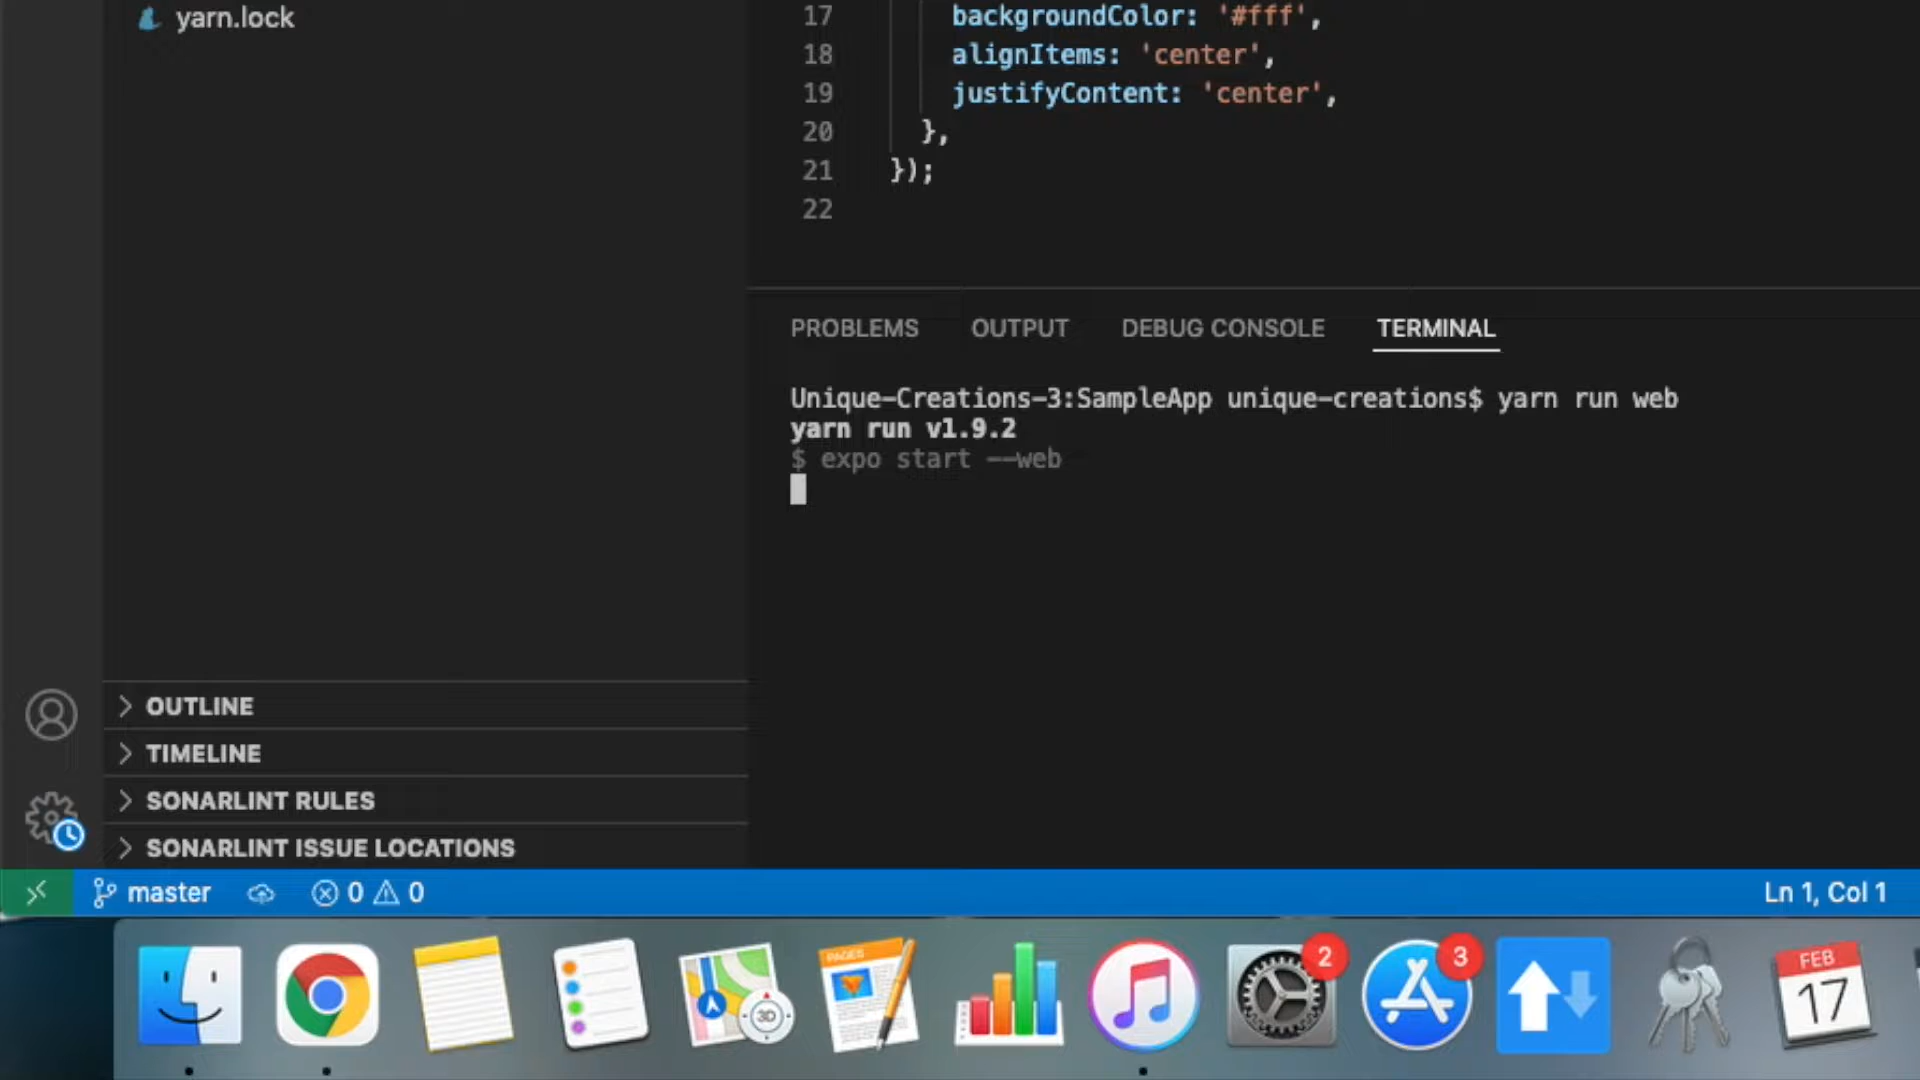 yarn.lock
17 backgroundColor: '#fff',
18 alignItems: 'center',
19 justifyContent: 'center',
20 },
21 });
22
PROBLEMS OUTPUT DEBUG CONSOLE TERMINAL
Unique-Creations-3:SampleApp unique-creations$ yarn run web
yarn run v1.9.2
$ expo start --web
OUTLINE
TIMELINE
SONARLINT RULES
SONARLINT ISSUE LOCATIONS
master 0 0 Ln 1, Col 1
3D
PAGES
2
3
FEB
17